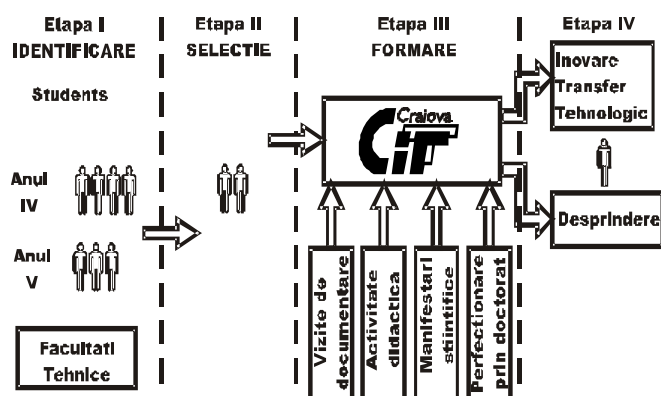 Etapa I
IDENTIFICARE
Students
Anul
IV
Anul
V
Facultati
Tehnice
Etapa II
SELECTIE
Etapa III
FORMARE
Craiova
CIT
Vizite de
documentare
Activitate
didactica
Manifestari
stiintifice
Perfectionare
prin doctorat
Etapa IV
Inovare
Transfer
Tehnologic
Desprindere